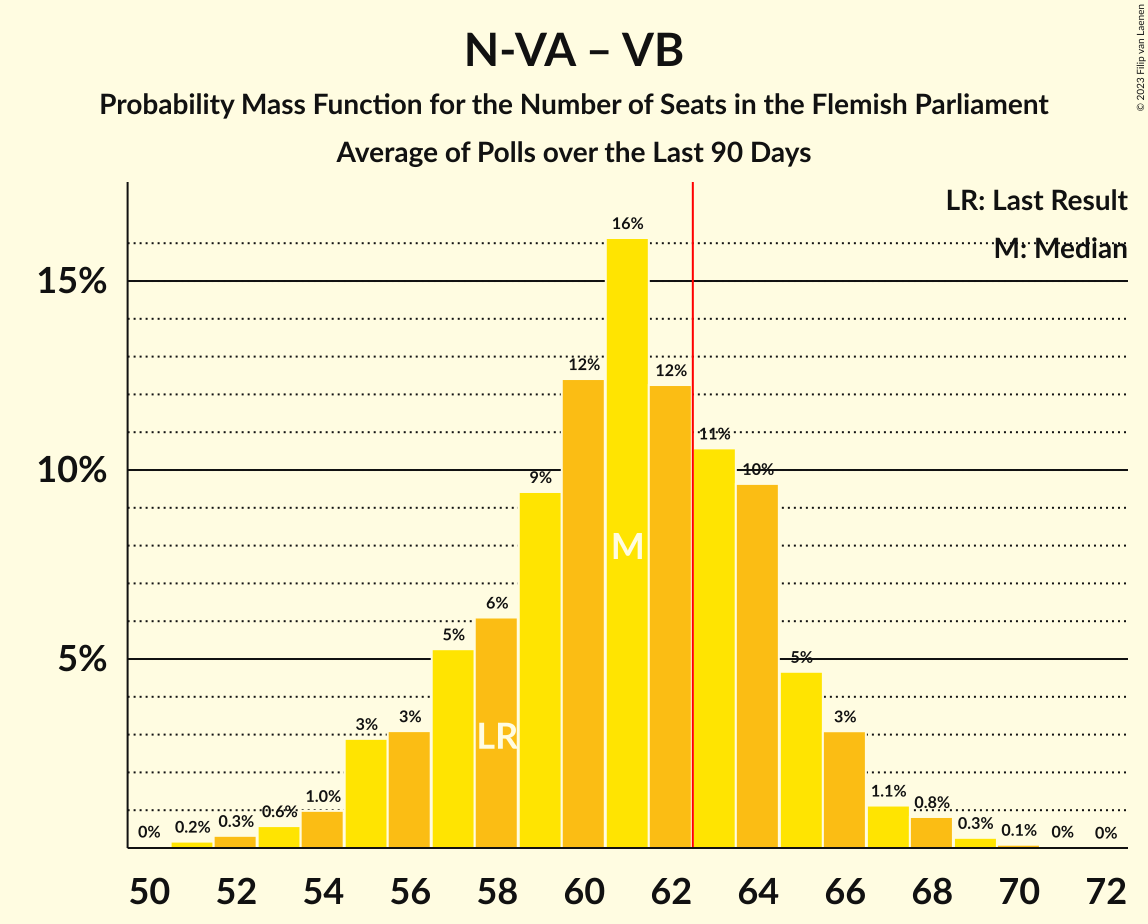 N-VA – VB
Probability Mass Function for the Number of Seats in the Flemish Parliament
Average of Polls over the Last 90 Days
© 2023 Filip van Laenen
LR: Last Result
M: Median
15%
10%
5%
0%
0.2%
0.3%
0.6%
1.0%
3%
3%
5%
6%
9%
12%
16%
12%
11%
10%
5%
3%
1.1%
0.8%
0.3%
0.1%
0%
0%
M
LR
50 52 54 56 58 60 62 64 66 68 70 72